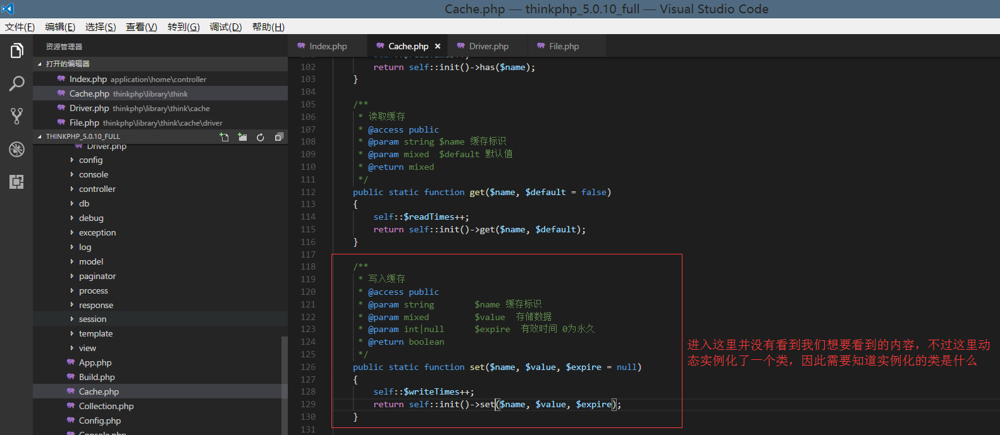 Cache.php — thinkphp_5.0.10_full — Visual Studio Code
文件(F) 编辑(E) 选择(S) 查看(V) 转到(G) 调试(D) 帮助(H)
资源管理器
打开的编辑器
Index.php application\home\controller
Cache.php thinkphp\library\think
Driver.php thinkphp\library\think\cache
File.php thinkphp\library\think\cache\driver
THINKPHP_5.0.10_FULL
Driver.php
config
console
controller
db
debug
exception
log
model
paginator
process
response
session
template
view
App.php
Build.php
Cache.php
Collection.php
Config.php
Console.php
Index.php Cache.php × Driver.php File.php
102 return self::init()->has($name);
103 }
104
105 /**
106 * 读取缓存
107 * @access public
108 * @param string $name 缓存标识
109 * @param mixed $default 默认值
110 * @return mixed
111 */
112 public static function get($name, $default = false)
113 {
114 self::$readTimes++;
115 return self::init()->get($name, $default);
116 }
117
118 /**
119 * 写入缓存
120 * @access public
121 * @param string $name 缓存标识
122 * @param mixed $value 存储数据
123 * @param int|null $expire 有效时间 0为永久
124 * @return boolean
125 */
126 public static function set($name, $value, $expire = null)
127 {
128 self::$writeTimes++;
129 return self::init()->set($name, $value, $expire);
130 }
131
进入这里并没有看到我们想要看到的内容，不过这里动
态实例化了一个类，因此需要知道实例化的类是什么